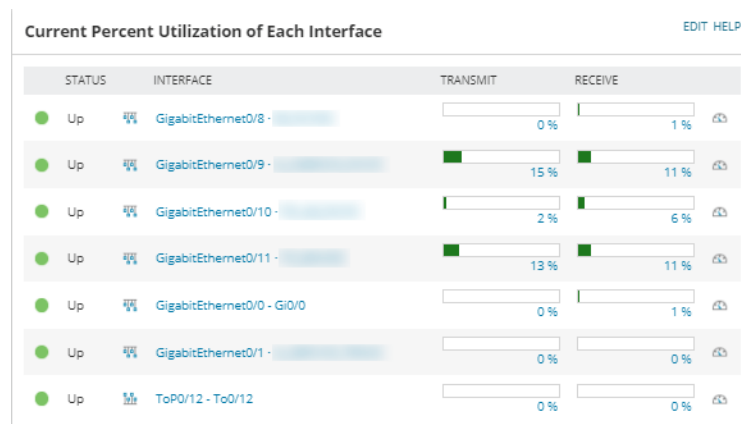 Current Percent Utilization of Each Interface EDIT HELP
STATUS INTERFACE TRANSMIT RECEIVE
Up GigabitEthernet0/8 · 0 % 1 %
Up GigabitEthernet0/9 · 15 % 11 %
Up GigabitEthernet0/10 · 2 % 6 %
Up GigabitEthernet0/11 · 13 % 11 %
Up GigabitEthernet0/0 - Gi0/0 0 % 1 %
Up GigabitEthernet0/1 · 0 % 0 %
Up ToP0/12 - To0/12 0 % 0 %